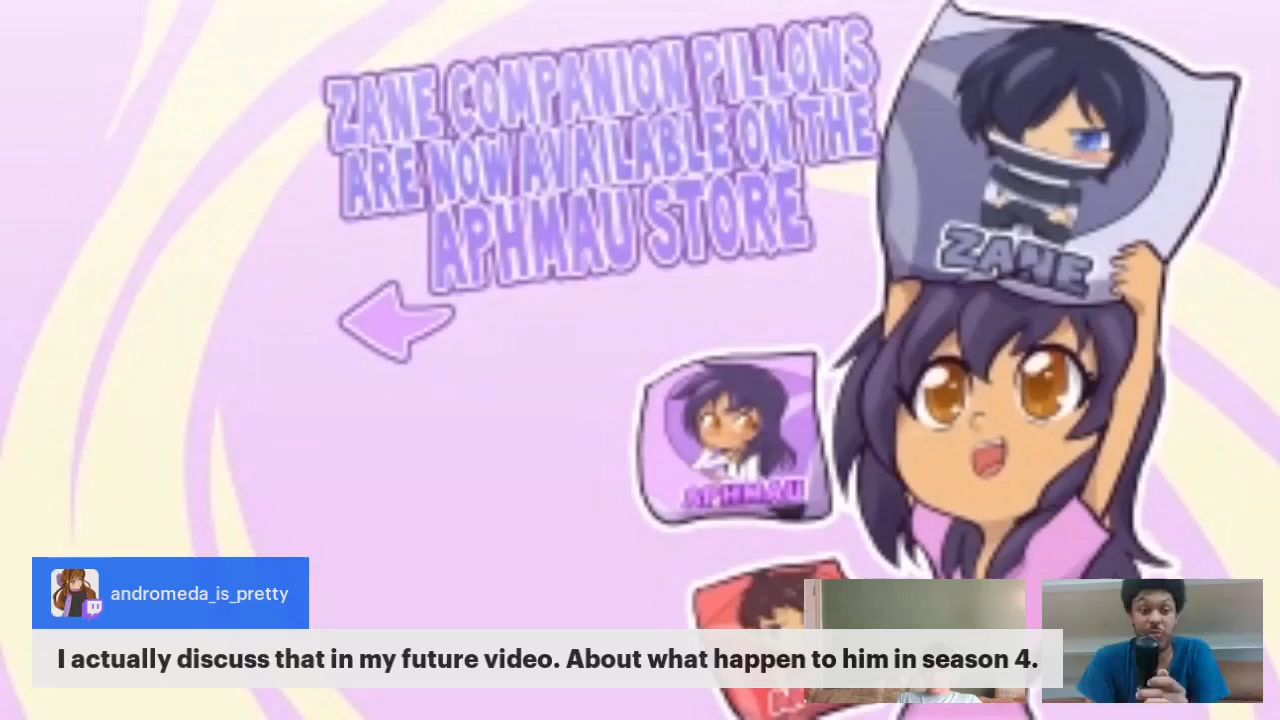 ZANE COMPANION PILLOWS
ARE NOW AVAILABLE ON THE
APHMAU STORE
ZANE
APHMAU
andromeda_is_pretty
I actually discuss that in my future video. About what happen to him in season 4.